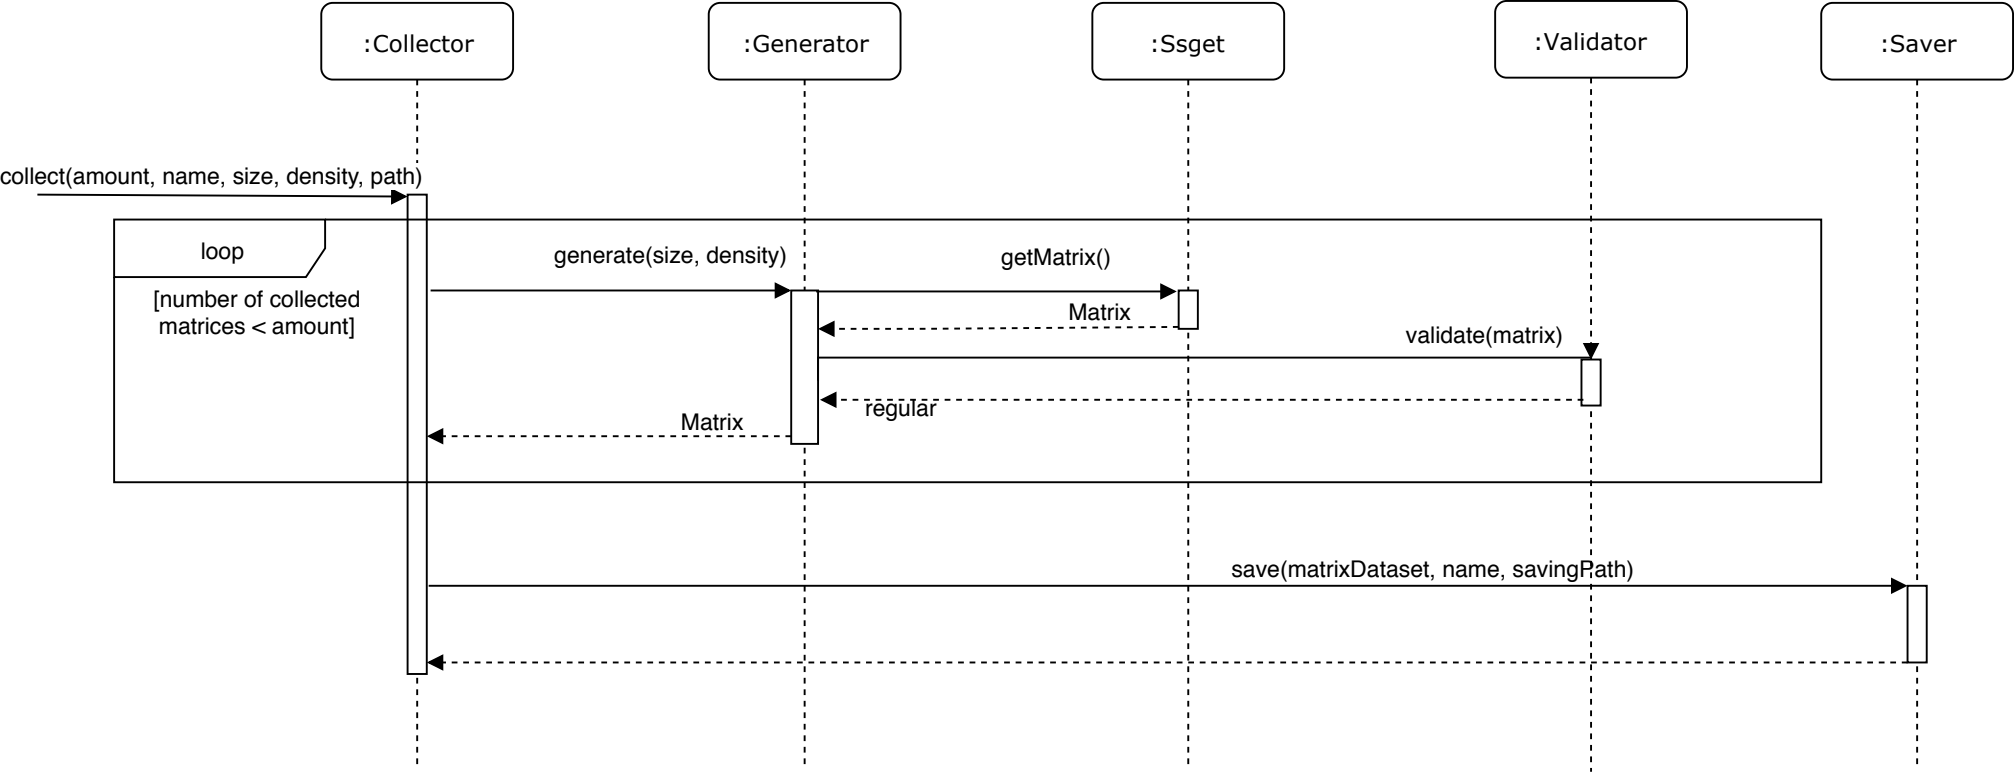 :Collector
:Generator
:Ssget
:Validator
:Saver
collect(amount, name, size, density, path)
loop
generate(size, density)
getMatrix()
[number of collected
matrices < amount]
Matrix
validate(matrix)
regular
Matrix
save(matrixDataset, name, savingPath)